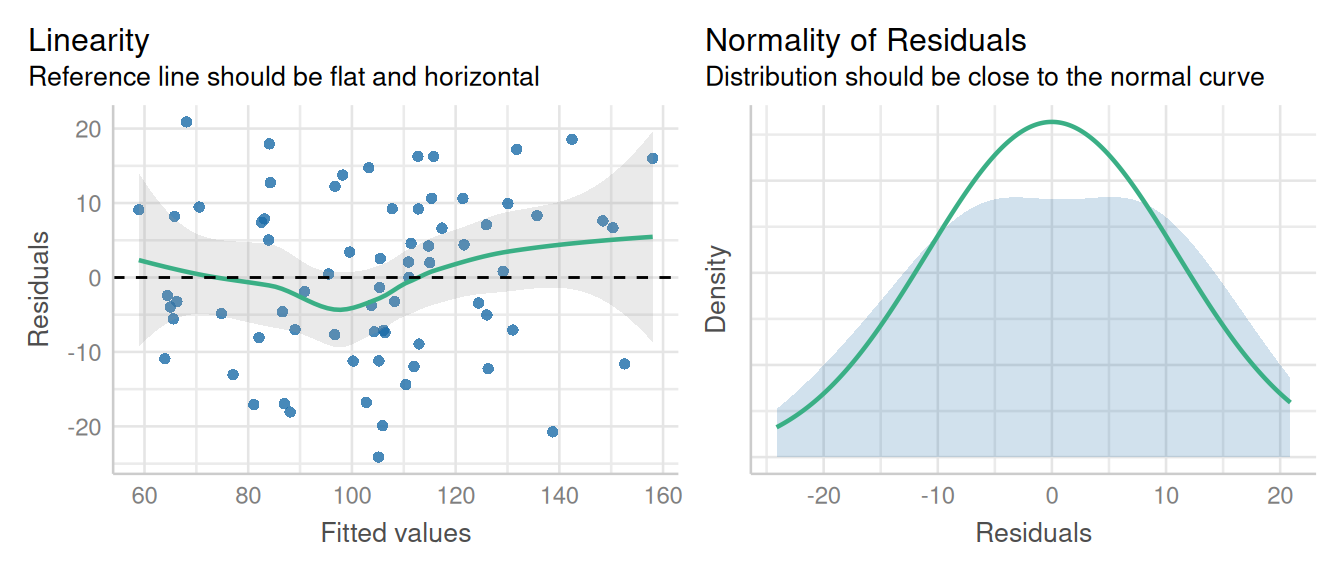 Linearity
Reference line should be flat and horizontal
20
10
0
-10
-20
Residuals
60 80 100 120 140 160
Fitted values
Normality of Residuals
Distribution should be close to the normal curve
Density
-20 -10 0 10 20
Residuals